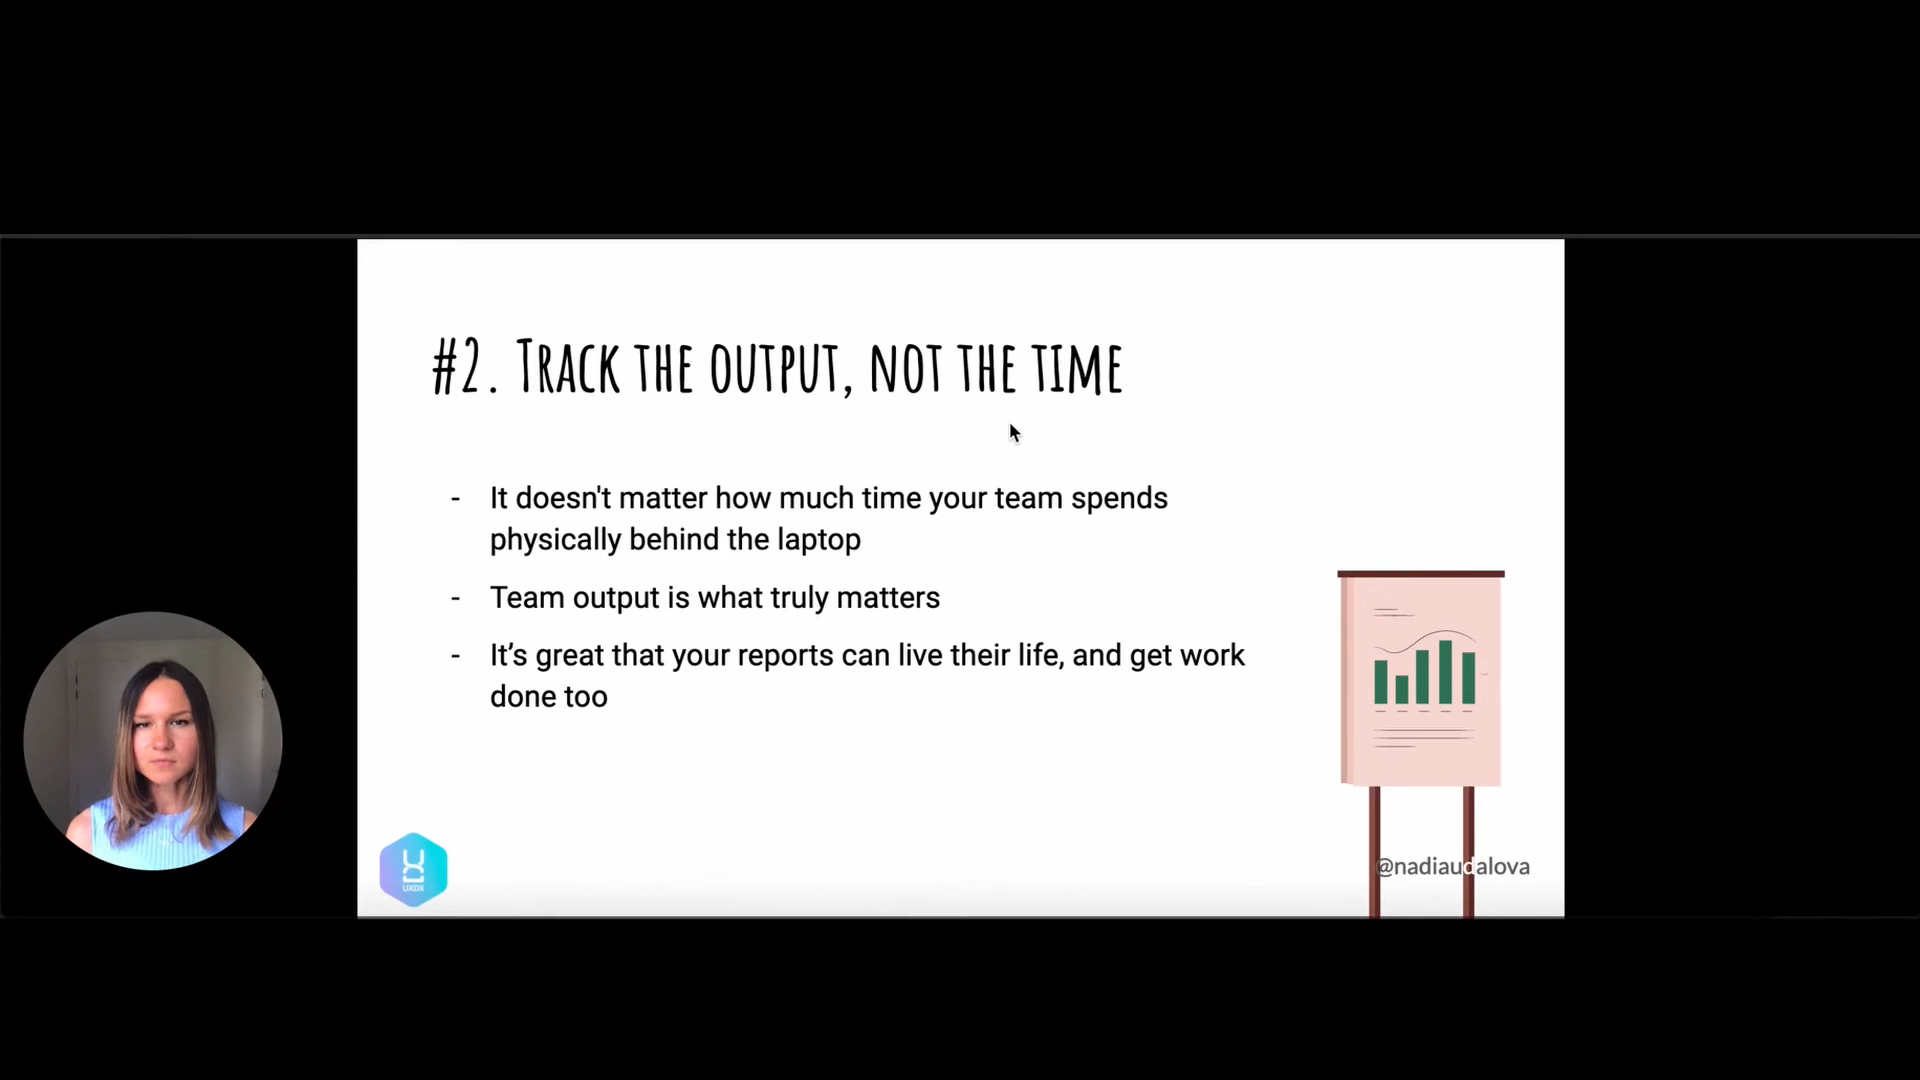 #2. Track the output, not the time
- It doesn't matter how much time your team spends
physically behind the laptop
- Team output is what truly matters
- It’s great that your reports can live their life, and get work
done too
UXDX
@nadiaudalova